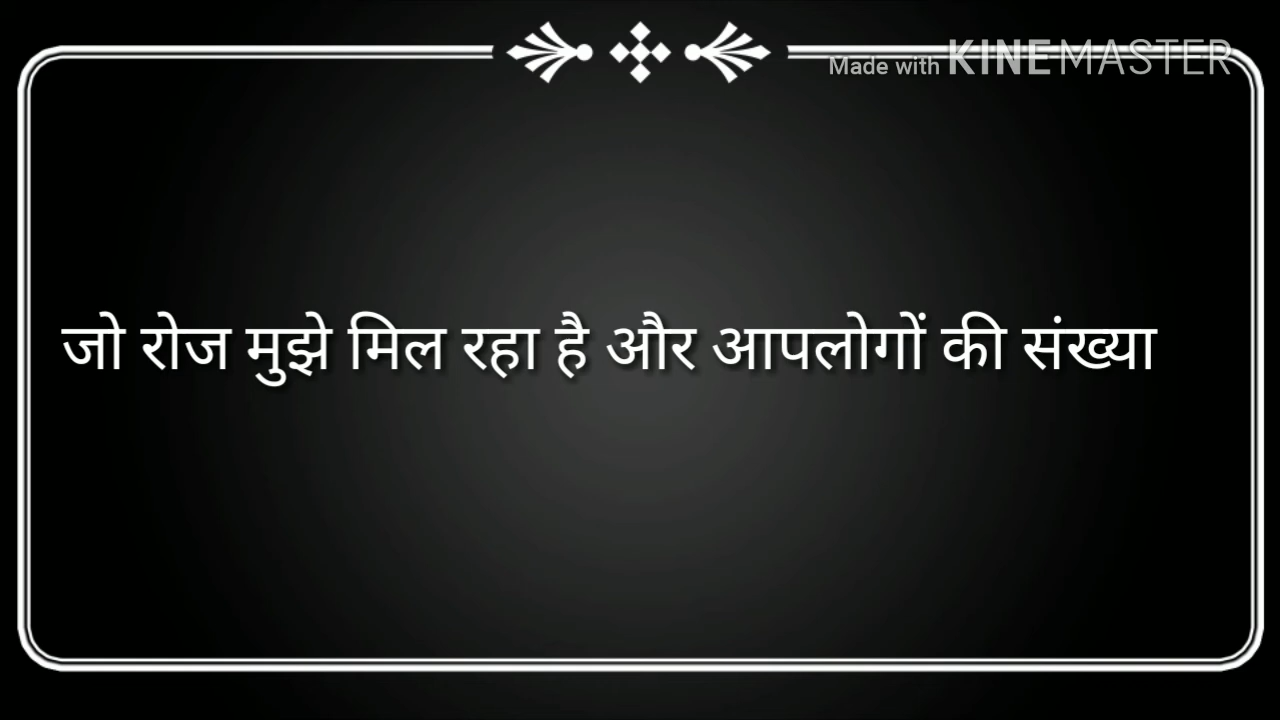 Made with KINEMASTER
जो रोज मुझे मिल रहा है और आपलोगों की संख्या